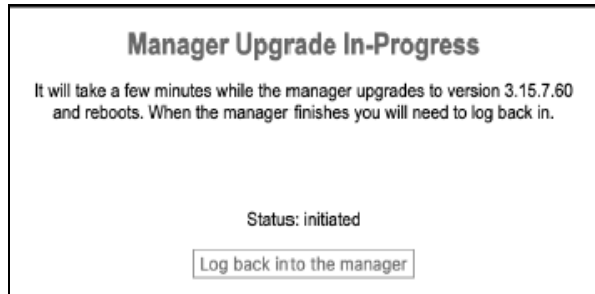 Manager Upgrade In-Progress
It will take a few minutes while the manager upgrades to version 3.15.7.60
and reboots. When the manager finishes you will need to log back in.
Status: initiated
Log back into the manager